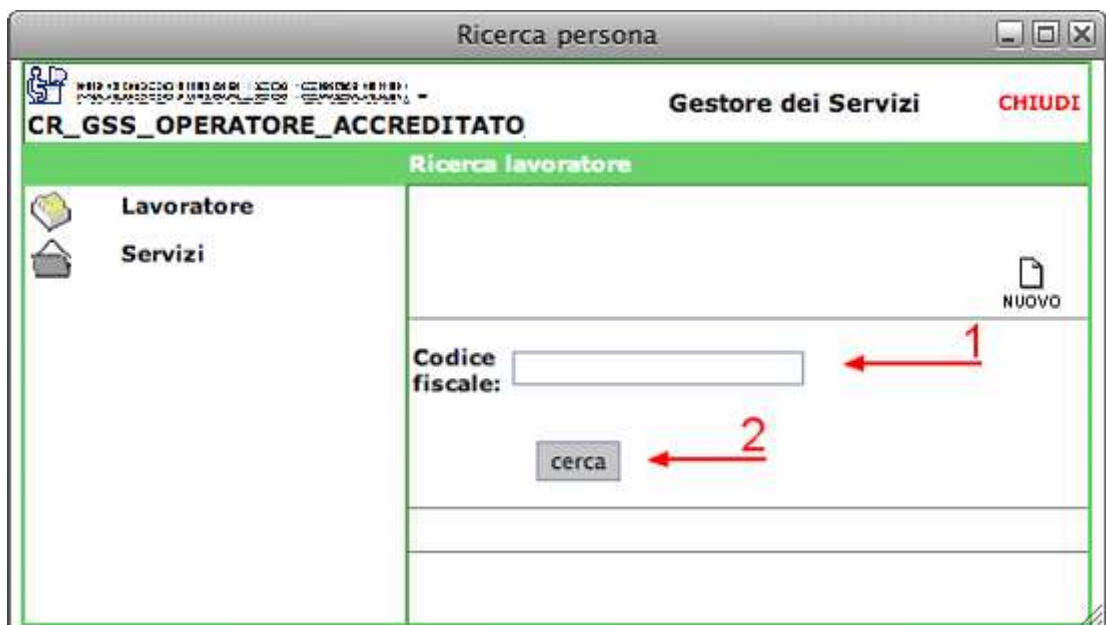 Ricerca persona
-
CR_GSS_OPERATORE_ACCREDITATO
Gestore dei Servizi
CHIUDI
Ricerca lavoratore
Lavoratore
Servizi
NUOVO
1
Codice
fiscale:
2
cerca